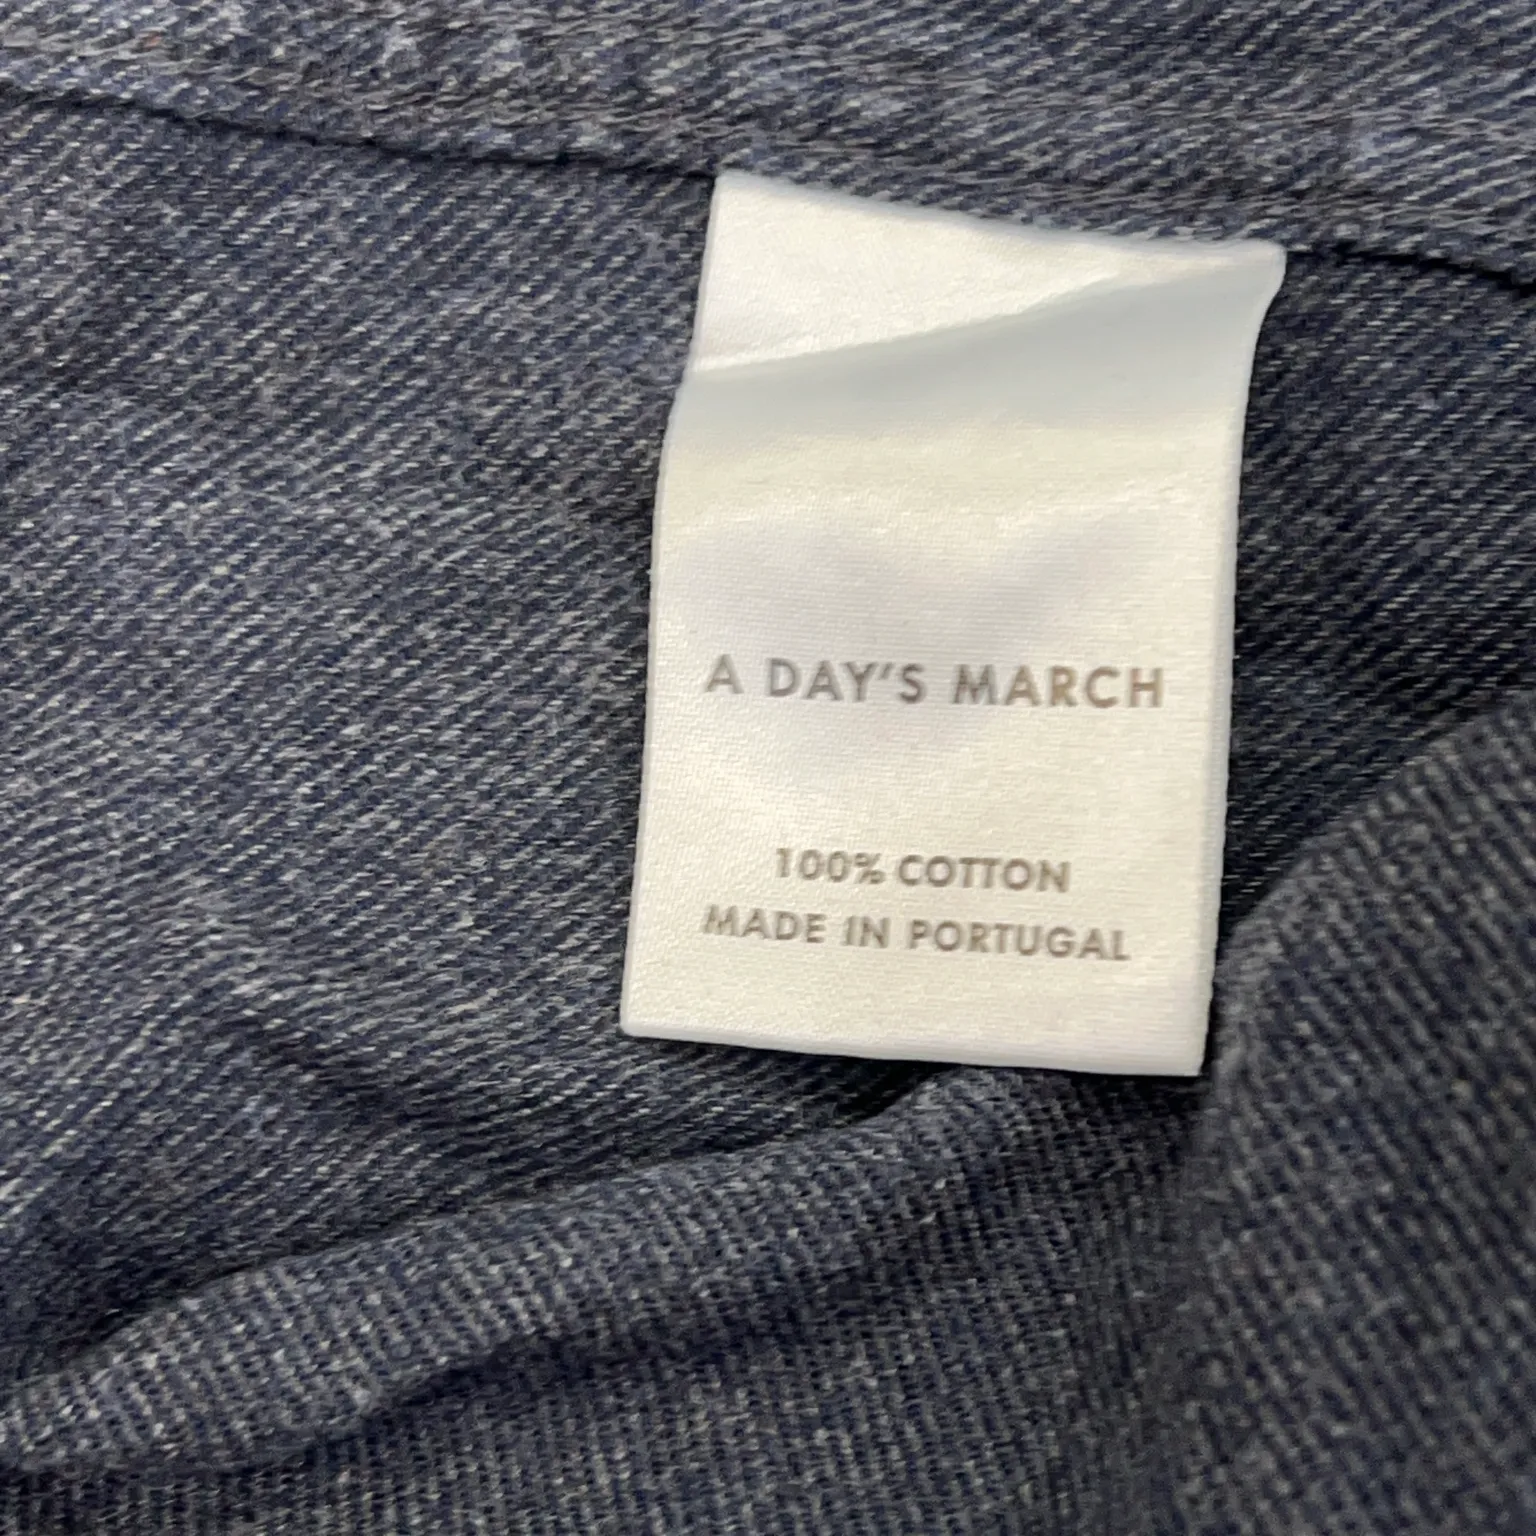 A DAY'S MARCH
100% COTTON
MADE IN PORTUGAL